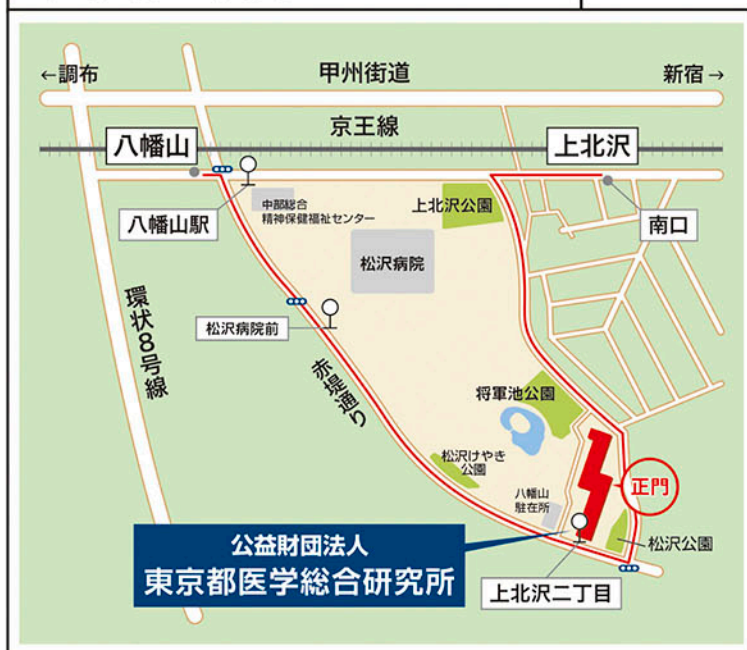 ←調布
甲州街道
新宿→
京王線
八幡山
上北沢
中部総合
精神保健福祉センター
上北沢公園
八幡山駅
南口
松沢病院
環状8号線
松沢病院前
赤堤通り
将軍池公園
松沢けやき
公園
正門
八幡山
駐在所
公益財団法人
東京都医学総合研究所
松沢公園
上北沢二丁目